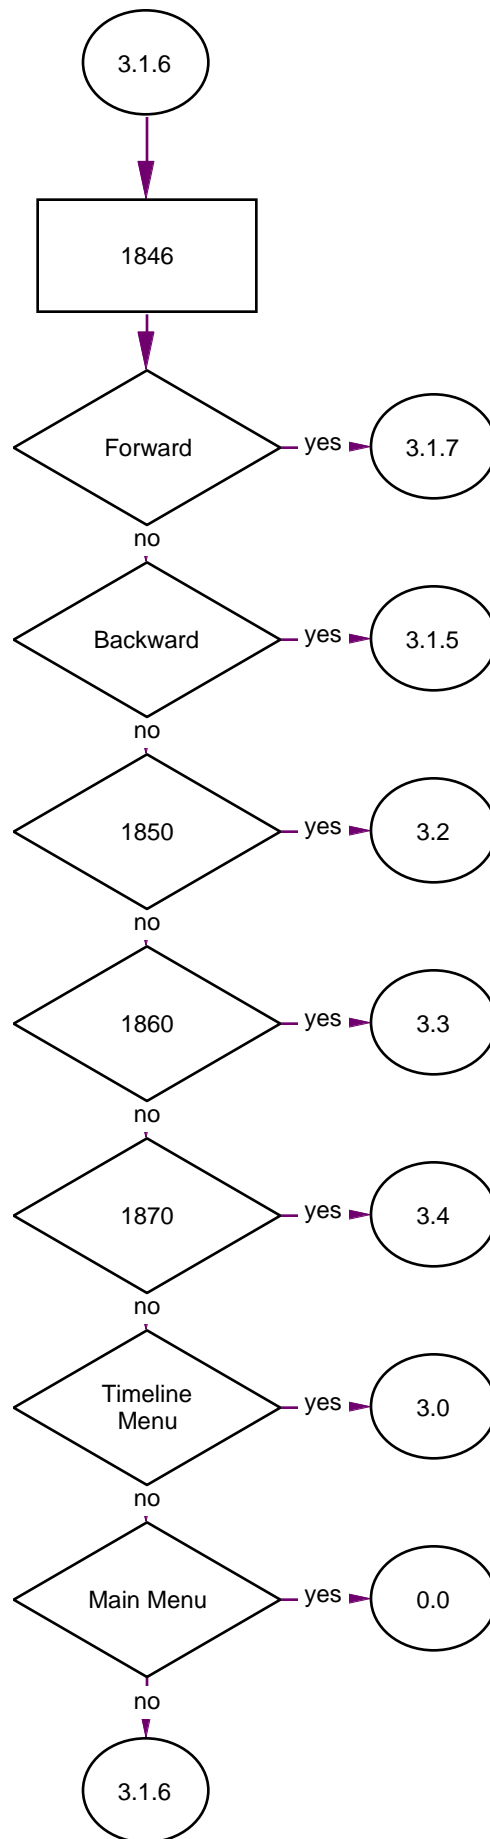 3.1.6
1846
Forward
yes
3.1.7
no
Backward
yes
3.1.5
no
1850
yes
3.2
no
1860
yes
3.3
no
1870
yes
3.4
no
Timeline
Menu
yes
3.0
no
Main Menu
yes
0.0
no
3.1.6